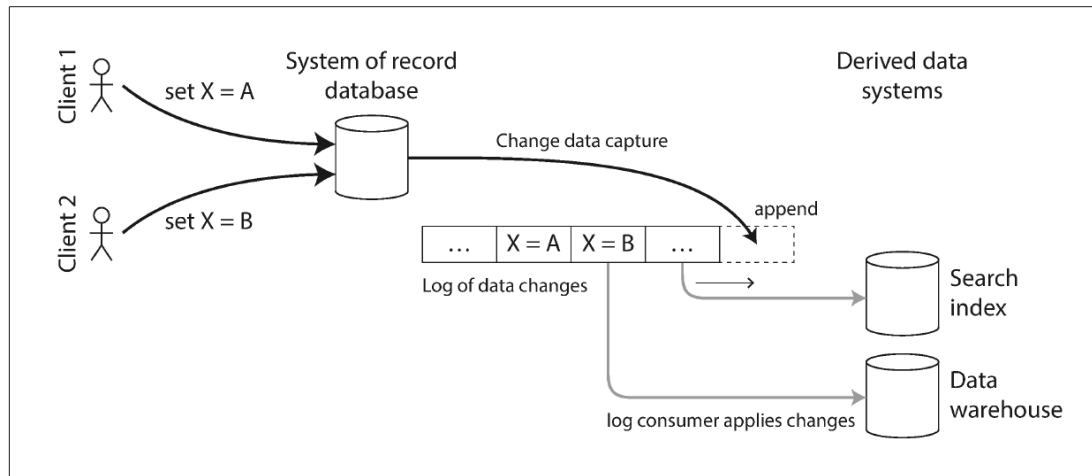 Client 1
set X = A
System of record
database
Derived data
systems
Change data capture
Client 2
set X = B
append
… X = A X = B …
Log of data changes
Search
index
Data
warehouse
log consumer applies changes